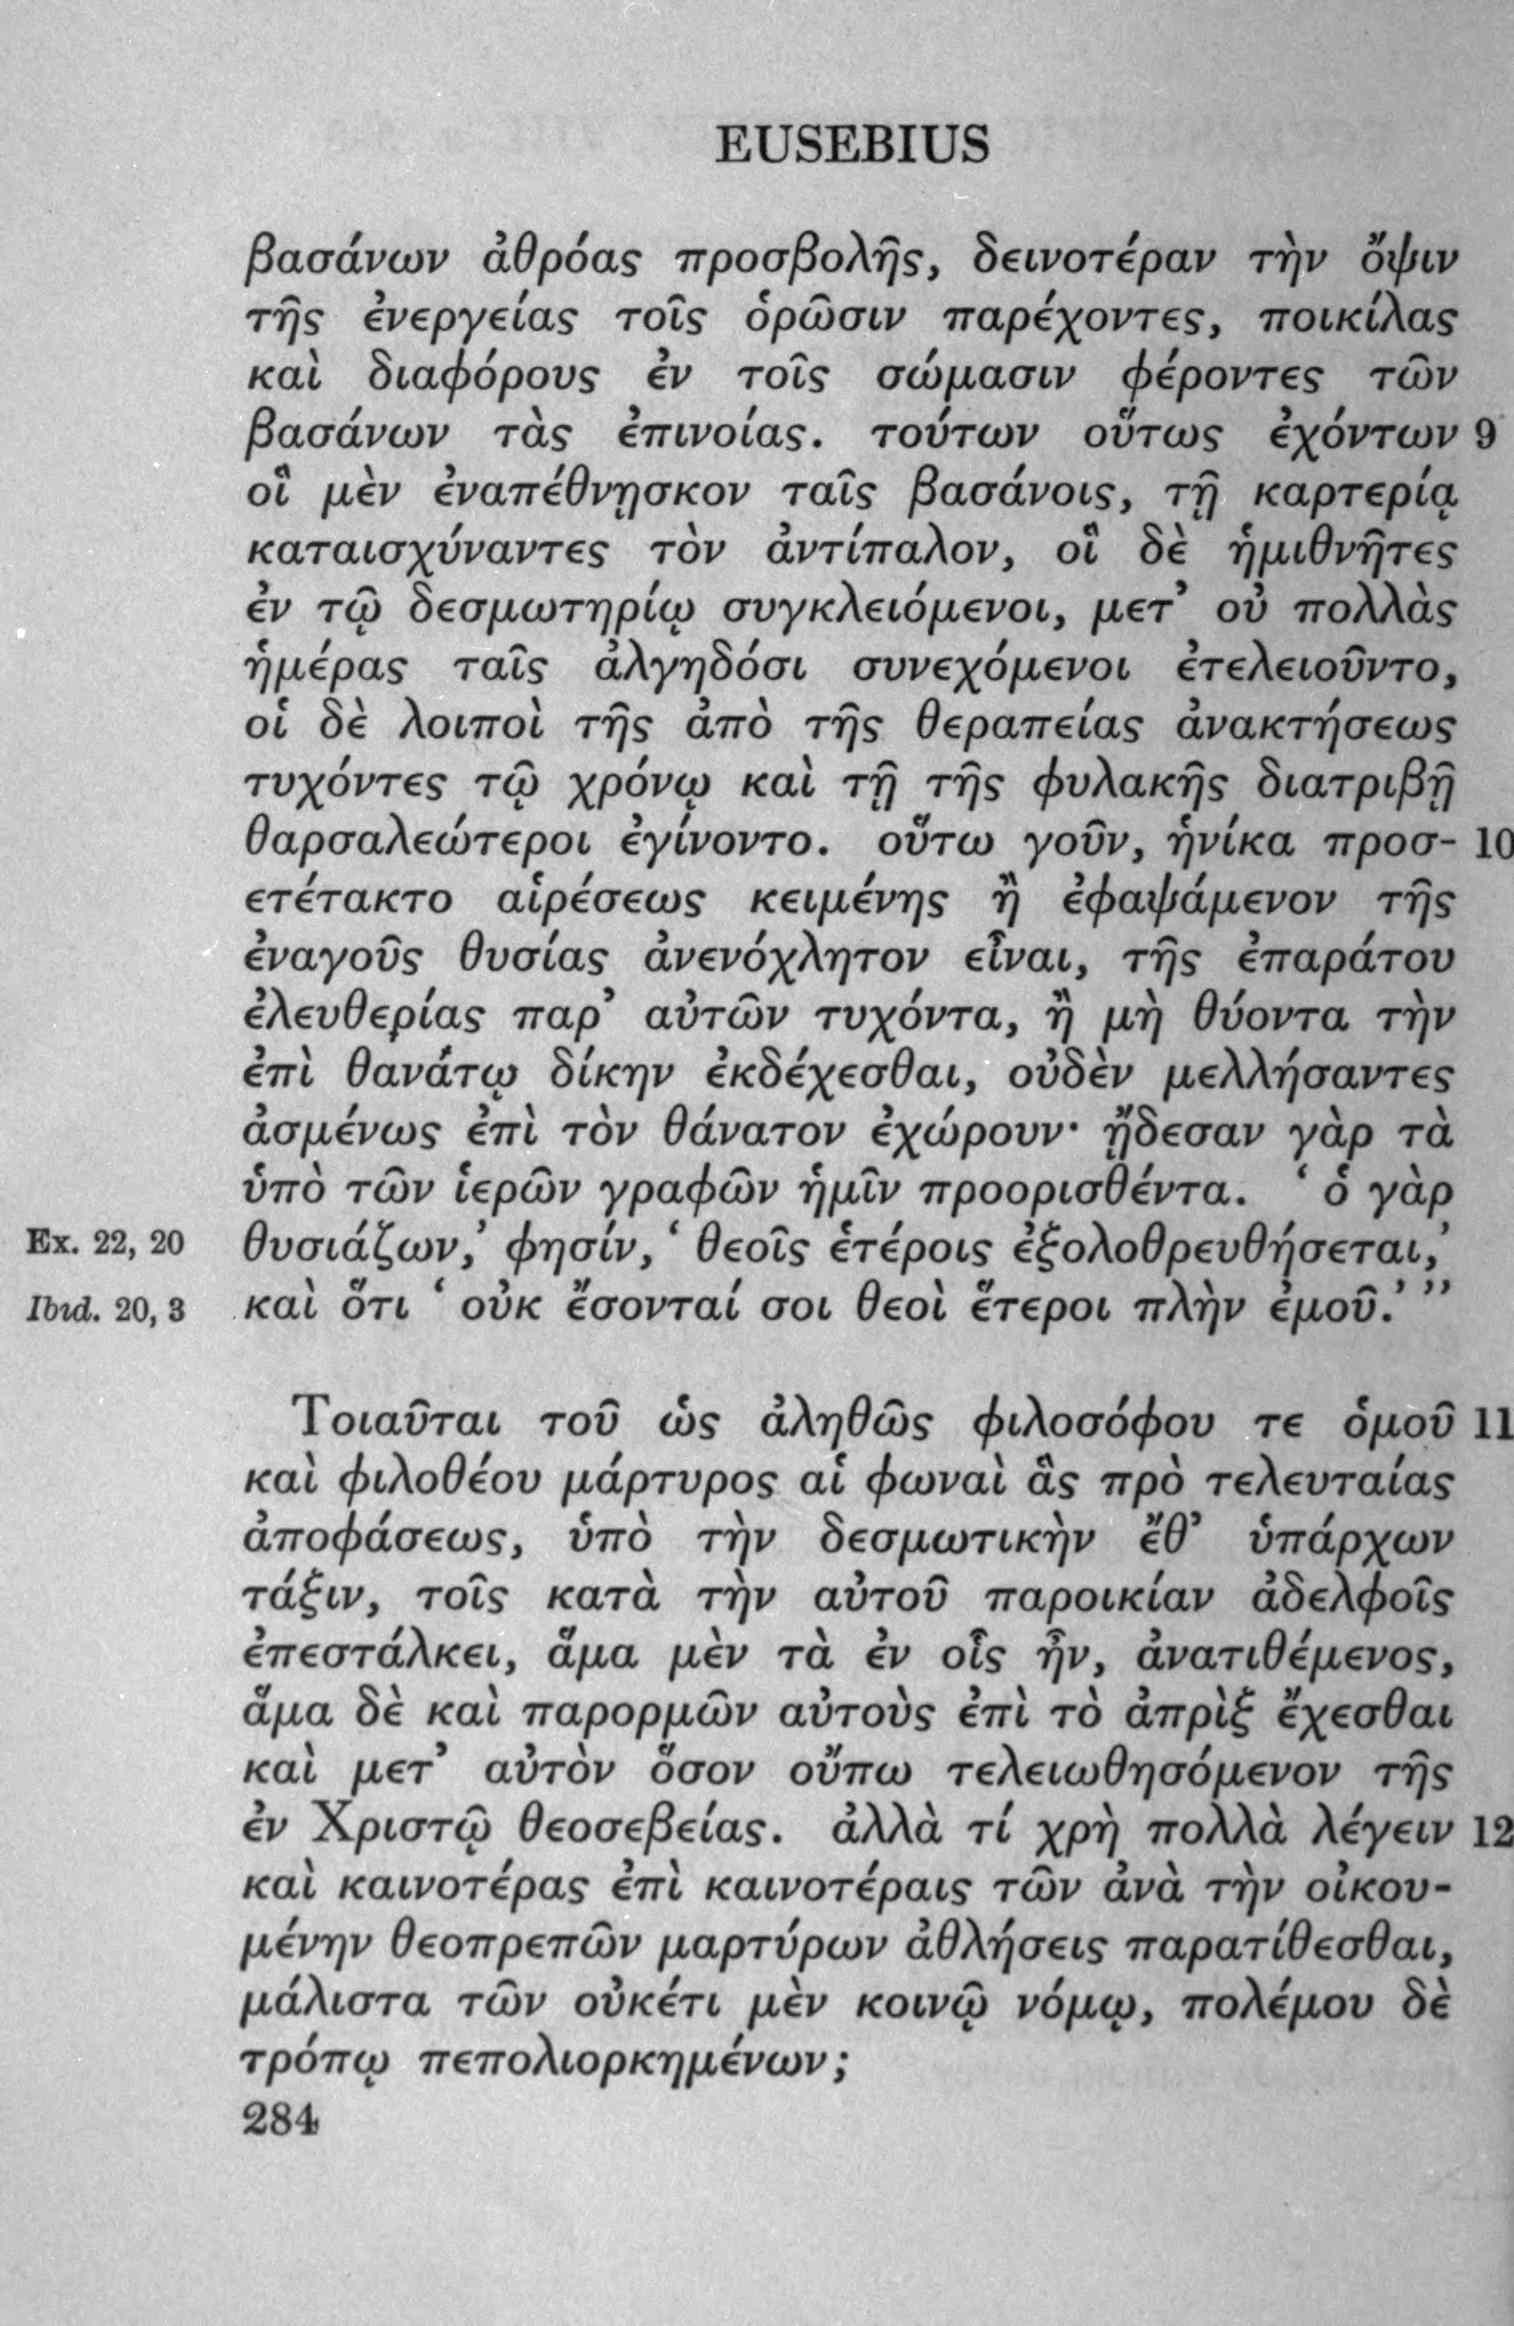 EUSEBIUS
βασάνων ἀθρόας προσβολῆς, δεινοτέραν τὴν ὄψιν
τῆς ἐνεργείας τοῖς ὁρῶσιν παρέχοντες, ποικίλας
καὶ διαφόρους ἐν τοῖς σώμασιν φέροντες τῶν
βασάνων τὰς ἐπινοίας. τούτων οὕτως ἐχόντων 9
οἳ μὲν ἐναπέθνῃσκον ταῖς βασάνοις, τῇ καρτερίᾳ
καταισχύναντες τὸν ἀντίπαλον, οἳ δὲ ἡμιθνῆτες
ἐν τῷ δεσμωτηρίῳ συγκλειόμενοι, μετ’ οὐ πολλὰς
ἡμέρας ταῖς ἀλγηδόσι συνεχόμενοι ἐτελειοῦντο,
οἱ δὲ λοιποὶ τῆς ἀπὸ τῆς θεραπείας ἀνακτήσεως
τυχόντες τῷ χρόνῳ καὶ τῇ τῆς φυλακῆς διατριβῇ
θαρσαλεώτεροι ἐγίνοντο. οὕτω γοῦν, ἡνίκα προσ- 10
ετέτακτο αἱρέσεως κειμένης ἢ ἐφαψάμενον τῆς
ἐναγοῦς θυσίας ἀνενόχλητον εἶναι, τῆς ἐπαράτου
ἐλευθερίας παρ’ αὐτῶν τυχόντα, ἢ μὴ θύοντα τὴν
ἐπὶ θανάτῳ δίκην ἐκδέχεσθαι, οὐδὲν μελλήσαντες
ἀσμένως ἐπὶ τὸν θάνατον ἐχώρουν· ᾔδεσαν γὰρ τὰ
ὑπὸ τῶν ἱερῶν γραφῶν ἡμῖν προορισθέντα. ‘ ὁ γὰρ
Ex. 22, 20 θυσιάζων,’ φησίν, ‘ θεοῖς ἑτέροις ἐξολοθρευθήσεται,’
Ibid. 20, 3 καὶ ὅτι ‘ οὐκ ἔσονταί σοι θεοὶ ἕτεροι πλὴν ἐμοῦ.’ ”
Τοιαῦται τοῦ ὡς ἀληθῶς φιλοσόφου τε ὁμοῦ 11
καὶ φιλοθέου μάρτυρος αἱ φωναὶ ἃς πρὸ τελευταίας
ἀποφάσεως, ὑπὸ τὴν δεσμωτικὴν ἔθ’ ὑπάρχων
τάξιν, τοῖς κατὰ τὴν αὐτοῦ παροικίαν ἀδελφοῖς
ἐπεστάλκει, ἅμα μὲν τὰ ἐν οἷς ἦν, ἀνατιθέμενος,
ἅμα δὲ καὶ παρορμῶν αὐτοὺς ἐπὶ τὸ ἀπρὶξ ἔχεσθαι
καὶ μετ’ αὐτὸν ὅσον οὔπω τελειωθησόμενον τῆς
ἐν Χριστῷ θεοσεβείας. ἀλλὰ τί χρὴ πολλὰ λέγειν 12
καὶ καινοτέρας ἐπὶ καινοτέραις τῶν ἀνὰ τὴν οἰκου-
μένην θεοπρεπῶν μαρτύρων ἀθλήσεις παρατίθεσθαι,
μάλιστα τῶν οὐκέτι μὲν κοινῷ νόμῳ, πολέμου δὲ
τρόπῳ πεπολιορκημένων;
284